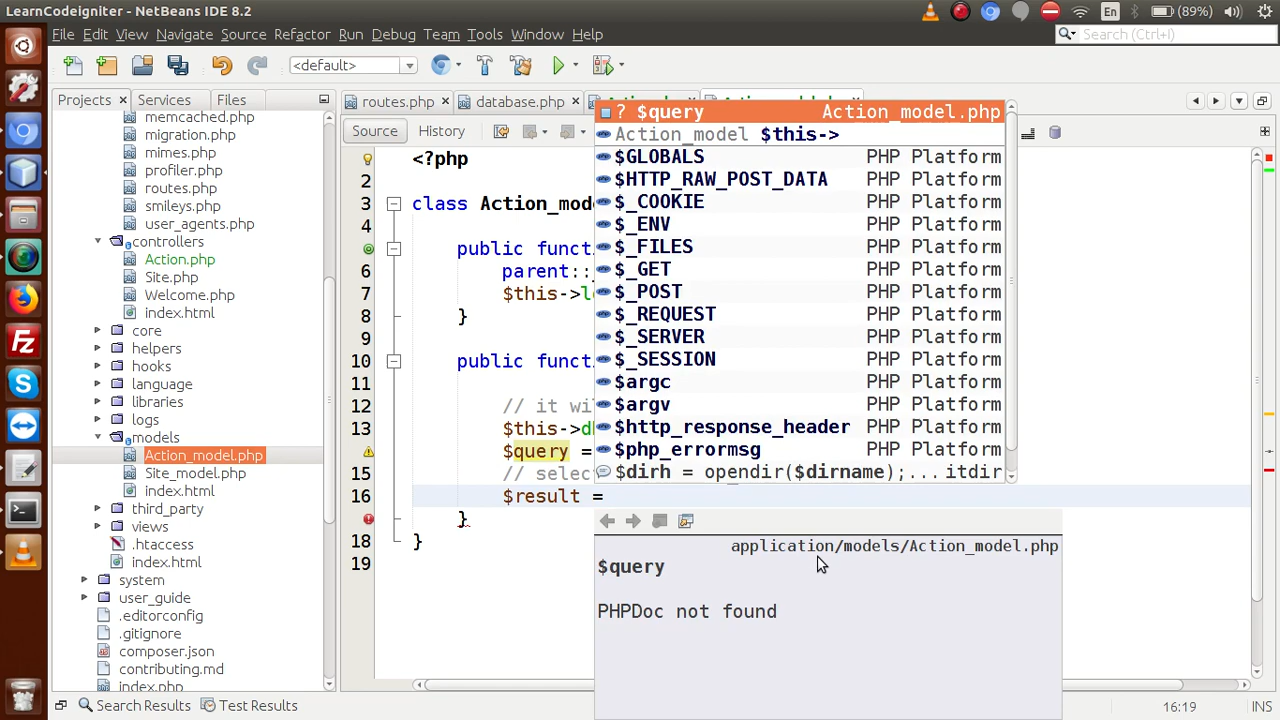 LearnCodeigniter - NetBeans IDE 8.2
En (89%)
File Edit View Navigate Source Refactor Run Debug Team Tools Window Help
Search (Ctrl+I)
<default>
Projects Services Files
routes.php database.php
Source History
memcached.php
migration.php
mimes.php
profiler.php
routes.php
smileys.php
user_agents.php
controllers
Action.php
Site.php
Welcome.php
index.html
core
helpers
hooks
language
libraries
logs
models
Action_model.php
Site_model.php
index.html
third_party
views
.htaccess
index.html
system
user_guide
.editorconfig
.gitignore
composer.json
contributing.md
index.php
<?php
2
3 class Action_mod
4
public funct
6 parent::
7 $this->l
8 }
9
10 public funct
11
12 // it wi
13 $this->d
$query =
15 // selec
16 $result =
}
18 }
19
? $query Action_model.php
Action_model $this->
$GLOBALS PHP Platform
$HTTP_RAW_POST_DATA PHP Platform
$_COOKIE PHP Platform
$_ENV PHP Platform
$_FILES PHP Platform
$_GET PHP Platform
$_POST PHP Platform
$_REQUEST PHP Platform
$_SERVER PHP Platform
$_SESSION PHP Platform
$argc PHP Platform
$argv PHP Platform
$http_response_header PHP Platform
$php_errormsg PHP Platform
$dirh = opendir($dirname);... itdir
application/models/Action_model.php
$query
PHPDoc not found
Search Results Test Results
16:19 INS